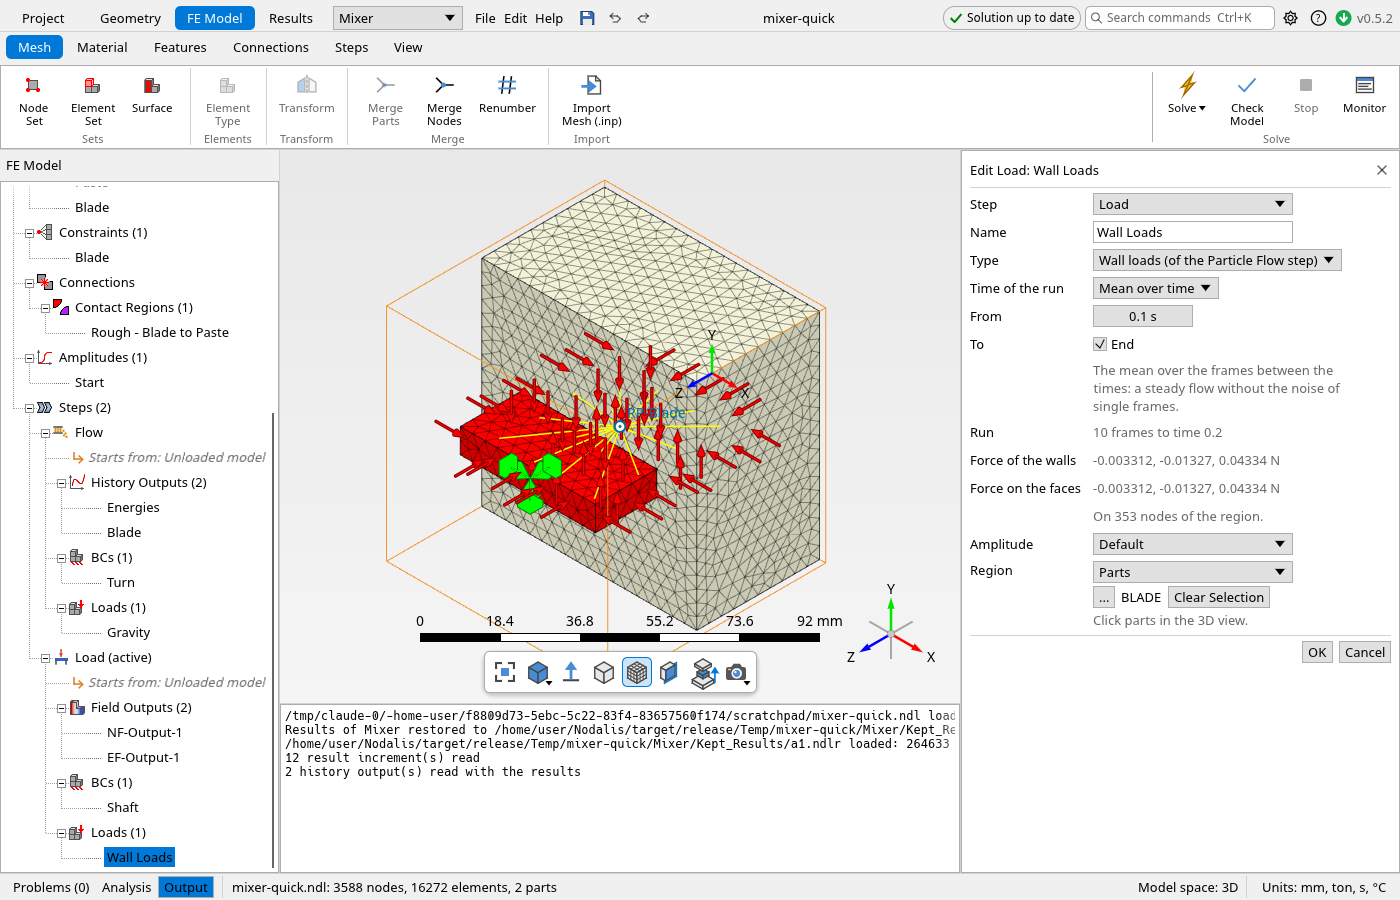 Project Geometry FE Model Results Mixer File Edit Help mixer-quick Solution up to date Search commands Ctrl+K v0.5.2
Mesh Material Features Connections Steps View
Node Set Element Set Surface Element Type Transform Merge Parts Merge Nodes Renumber Import Mesh (.inp) Solve Check Model Stop Monitor
Sets Elements Transform Merge Import Solve
FE Model
Blade
Constraints (1)
Blade
Connections
Contact Regions (1)
Rough - Blade to Paste
Amplitudes (1)
Start
Steps (2)
Flow
Starts from: Unloaded model
History Outputs (2)
Energies
Blade
BCs (1)
Turn
Loads (1)
Gravity
Load (active)
Starts from: Unloaded model
Field Outputs (2)
NF-Output-1
EF-Output-1
BCs (1)
Shaft
Loads (1)
Wall Loads
Y
Z X
RP Blade
0 18.4 36.8 55.2 73.6 92 mm
Y
Z X
/tmp/claude-0/-home-user/f8809d73-5ebc-5c22-83f4-83657560f174/scratchpad/mixer-quick.ndl load
Results of Mixer restored to /home/user/Nodalis/target/release/Temp/mixer-quick/Mixer/Kept_Re
/home/user/Nodalis/target/release/Temp/mixer-quick/Mixer/Kept_Results/a1.ndlr loaded: 264633
12 result increment(s) read
2 history output(s) read with the results
Edit Load: Wall Loads
Step Load
Name Wall Loads
Type Wall loads (of the Particle Flow step)
Time of the run Mean over time
From 0.1 s
To End
The mean over the frames between the
times: a steady flow without the noise of
single frames.
Run 10 frames to time 0.2
Force of the walls -0.003312, -0.01327, 0.04334 N
Force on the faces -0.003312, -0.01327, 0.04334 N
On 353 nodes of the region.
Amplitude Default
Region Parts
... BLADE Clear Selection
Click parts in the 3D view.
OK Cancel
Problems (0) Analysis Output mixer-quick.ndl: 3588 nodes, 16272 elements, 2 parts Model space: 3D Units: mm, ton, s, °C